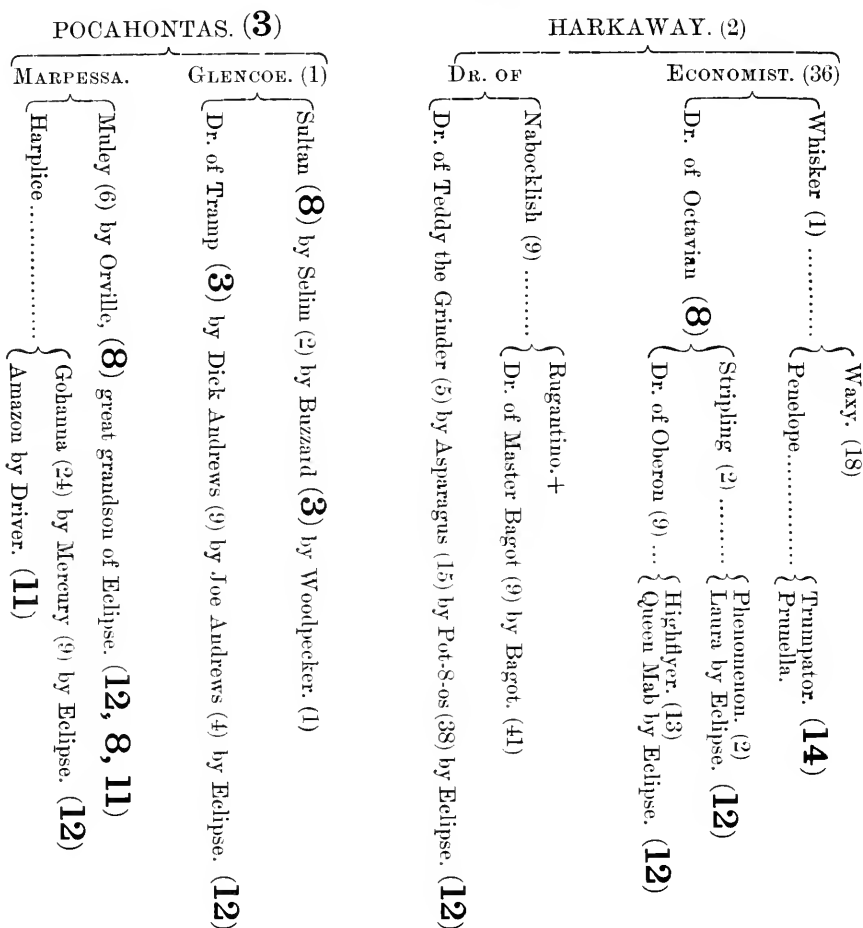 HARKAWAY. (2)
ECONOMIST. (36)
Whisker (1) ..........
Waxy. (18)
Penelope.............
Trumpator. (14)
Prunella.
Dr. of Octavian (8)
Stripling (2) .........
Phenomenon. (2)
Laura by Eclipse. (12)
Dr. of Oberon (9) ...
Highflyer. (13)
Queen Mab by Eclipse. (12)
DR. OF
Nabocklish (9) .........
Rugantino.+
Dr. of Master Bagot (9) by Bagot. (41)
Dr. of Teddy the Grinder (5) by Asparagus (15) by Pot-8-os (38) by Eclipse. (12)
POCAHONTAS. (3)
GLENCOE. (1)
Sultan (8) by Selim (2) by Buzzard (3) by Woodpecker. (1)
Dr. of Tramp (3) by Dick Andrews (9) by Joe Andrews (4) by Eclipse. (12)
MARPESSA.
Muley (6) by Orville, (8) great grandson of Eclipse. (12, 8, 11)
Harplice ................
Gohanna (24) by Mercury (9) by Eclipse. (12)
Amazon by Driver. (11)